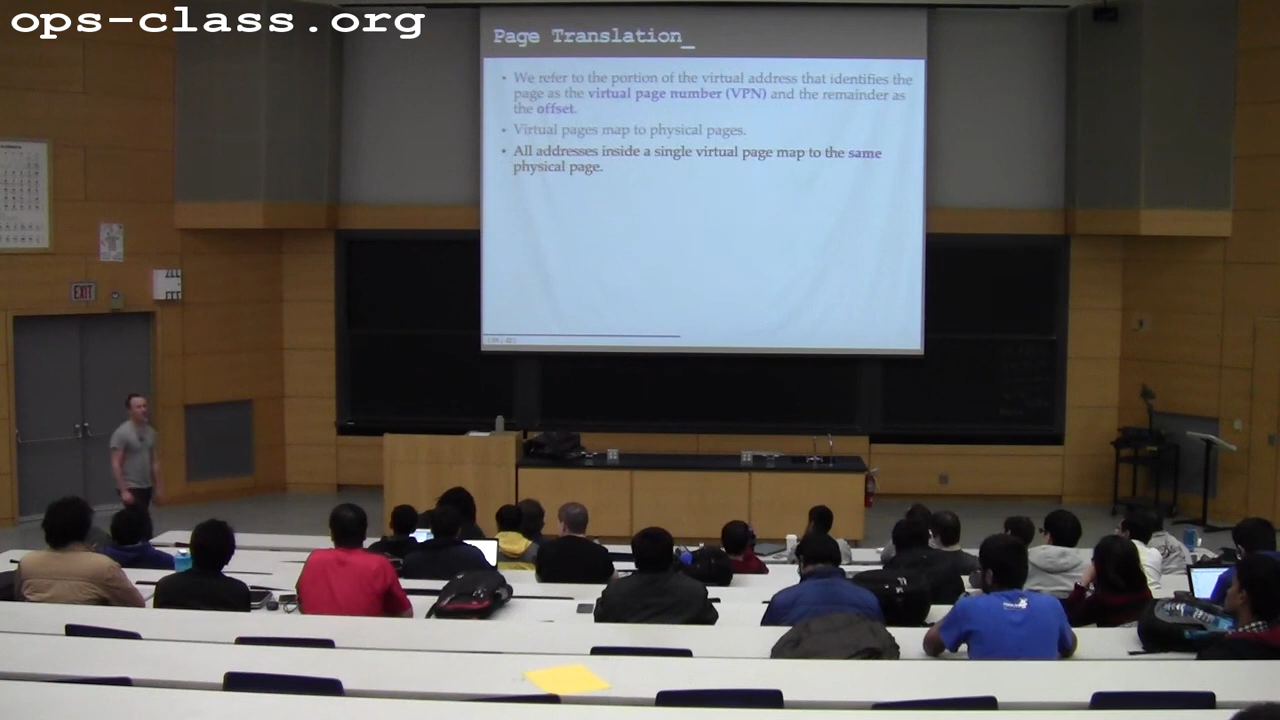 ops-class.org
Page Translation_
• We refer to the portion of the virtual address that identifies the
page as the virtual page number (VPN) and the remainder as
the offset.
• Virtual pages map to physical pages.
• All addresses inside a single virtual page map to the same
physical page.
EXIT